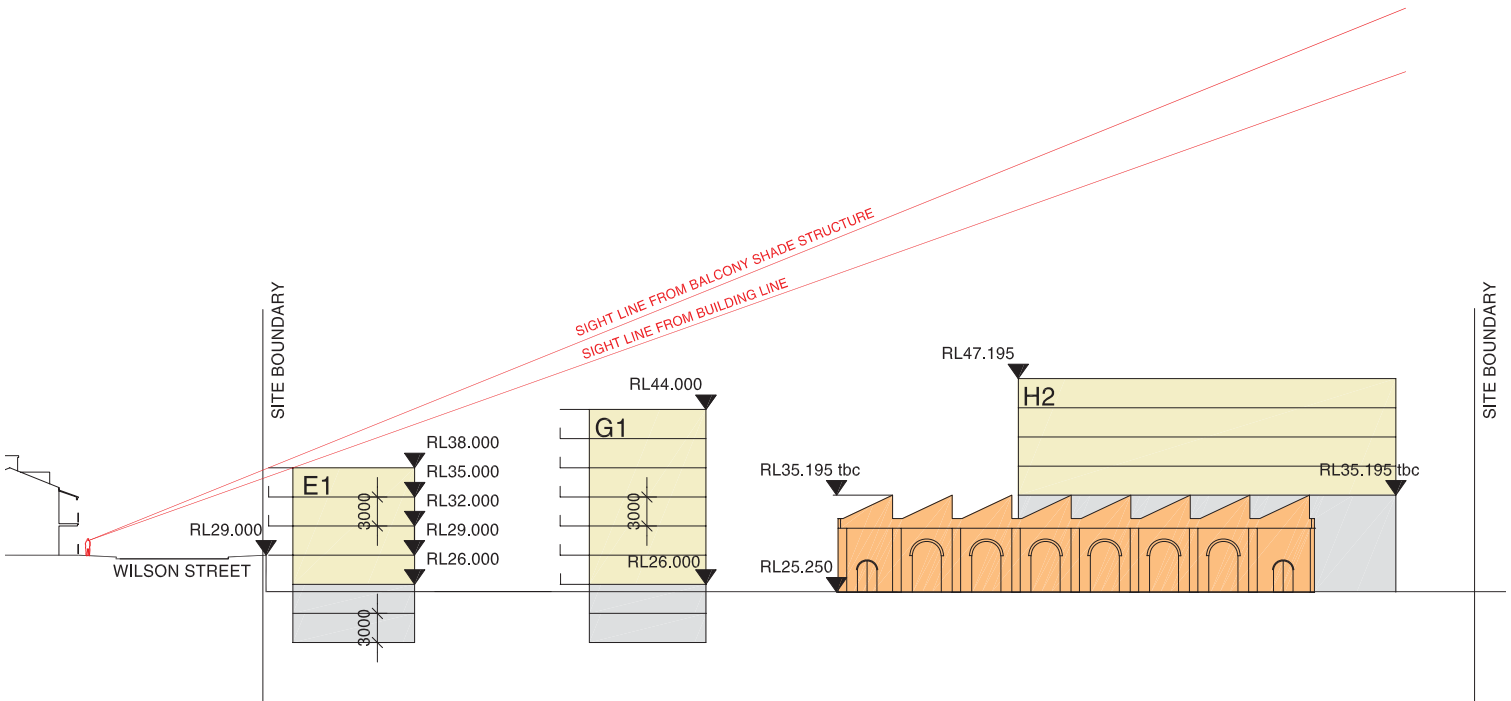 SIGHT LINE FROM BALCONY SHADE STRUCTURE
SIGHT LINE FROM BUILDING LINE
SITE BOUNDARY
SITE BOUNDARY
RL47.195
H2
RL44.000
G1
3000
RL26.000
RL38.000
RL35.000
RL32.000
RL29.000
RL26.000
E1
3000
3000
RL29.000
WILSON STREET
RL35.195 tbc
RL35.195 tbc
RL25.250